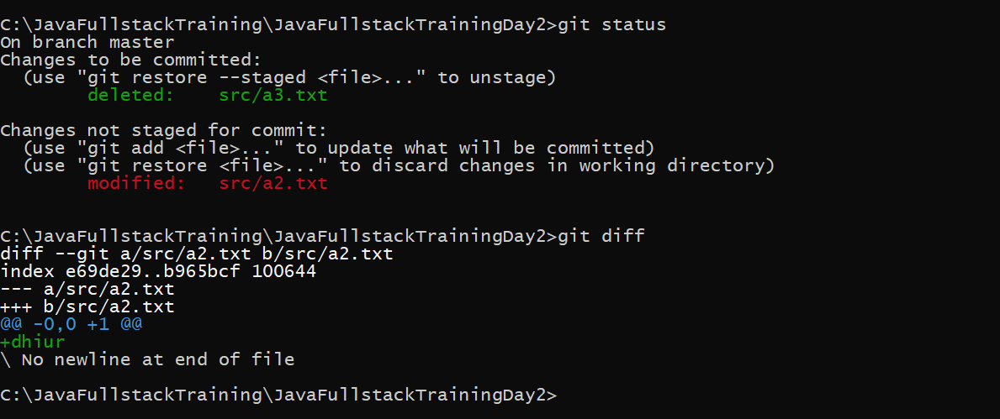 C:\JavaFullstackTraining\JavaFullstackTrainingDay2>git status
On branch master
Changes to be committed:
  (use "git restore --staged <file>..." to unstage)
        deleted:    src/a3.txt

Changes not staged for commit:
  (use "git add <file>..." to update what will be committed)
  (use "git restore <file>..." to discard changes in working directory)
        modified:   src/a2.txt


C:\JavaFullstackTraining\JavaFullstackTrainingDay2>git diff
diff --git a/src/a2.txt b/src/a2.txt
index e69de29..b965bcf 100644
--- a/src/a2.txt
+++ b/src/a2.txt
@@ -0,0 +1 @@
+dhiur
\ No newline at end of file

C:\JavaFullstackTraining\JavaFullstackTrainingDay2>